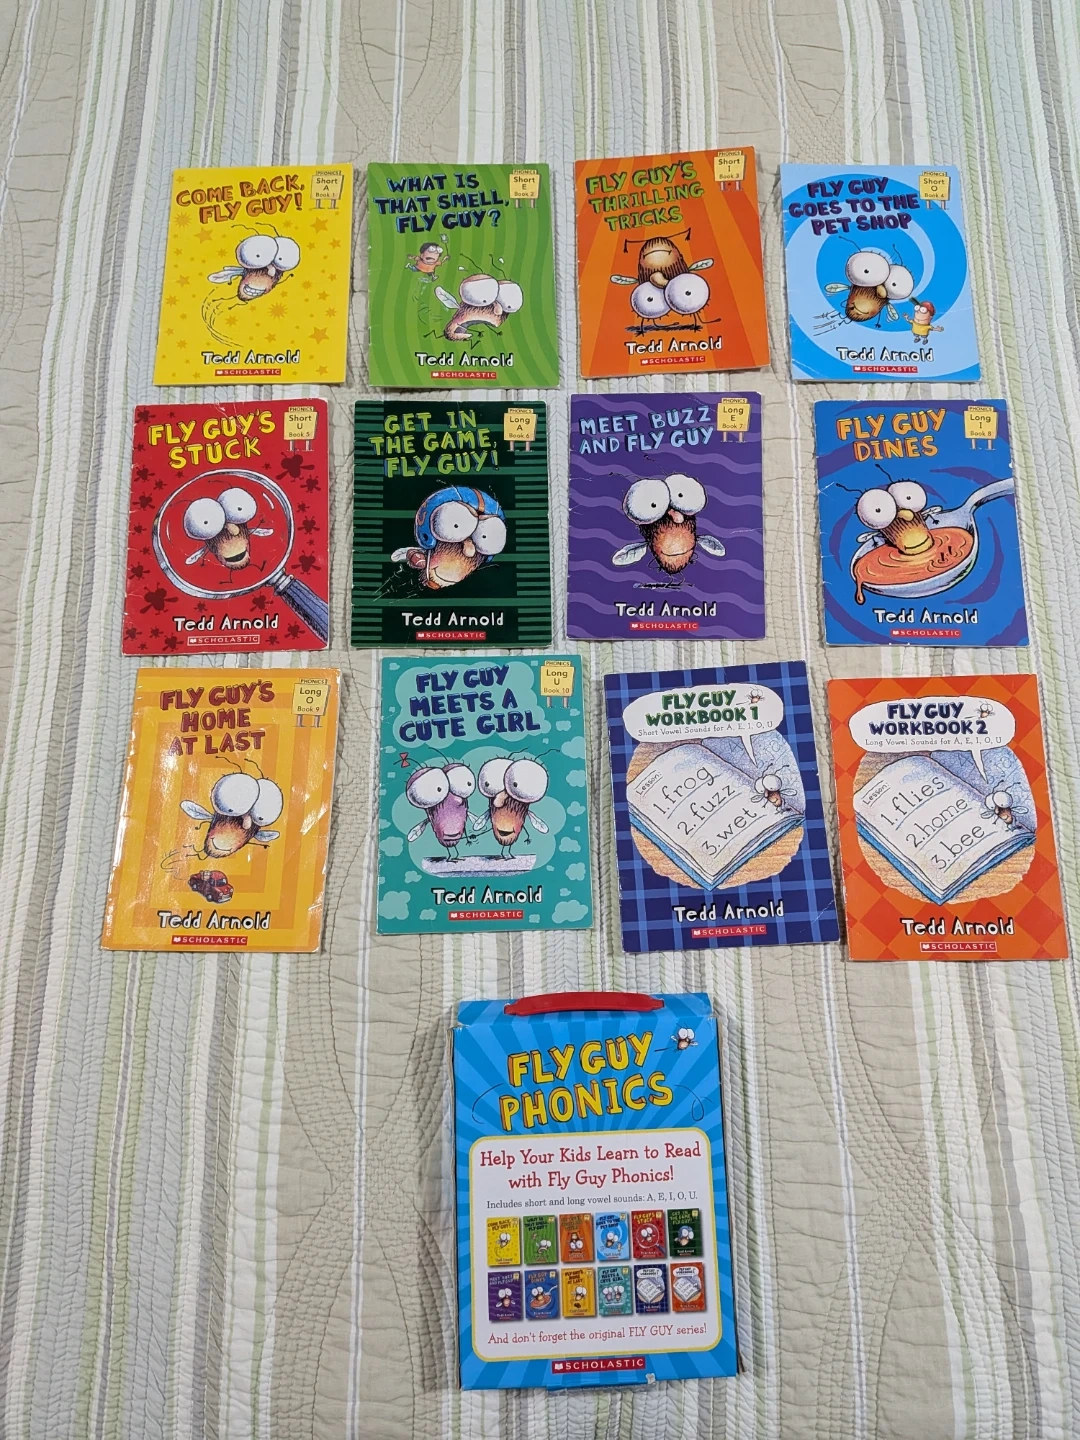 COME BACK,
FLY GUY!
PHONICS
Short
A
Book 1
Tedd Arnold
SCHOLASTIC
WHAT IS
THAT SMELL,
FLY GUY?
PHONICS
Short
E
Book 2
Tedd Arnold
SCHOLASTIC
FLY GUY'S
THRILLING
TRICKS
PHONICS
Short
I
Book 3
Tedd Arnold
SCHOLASTIC
FLY GUY
GOES TO THE
PET SHOP
PHONICS
Short
O
Tedd Arnold
SCHOLASTIC
FLY GUY'S
STUCK
PHONICS
Short
U
Book 5
Tedd Arnold
SCHOLASTIC
GET IN
THE GAME,
FLY GUY!
PHONICS
Long
A
Book 6
Tedd Arnold
SCHOLASTIC
MEET BUZZ
AND FLY GUY
PHONICS
Long
E
Book 7
Tedd Arnold
SCHOLASTIC
FLY GUY
DINES
PHONICS
Long
I
Book 8
Tedd Arnold
SCHOLASTIC
FLY GUY'S
HOME
AT LAST
PHONICS
Long
O
Book 9
Tedd Arnold
SCHOLASTIC
FLY GUY
MEETS A
CUTE GIRL
PHONICS
Long
U
Book 10
Tedd Arnold
SCHOLASTIC
FLY GUY
WORKBOOK 1
Short Vowel Sounds for A, E, I, O, U
Lesson:
1. frog
2. fuzz
3. wet
Tedd Arnold
SCHOLASTIC
FLY GUY
WORKBOOK 2
Long Vowel Sounds for A, E, I, O, U
Lesson:
1. flies
2. home
3. bee
Tedd Arnold
SCHOLASTIC
FLY GUY
PHONICS
Help Your Kids Learn to Read
with Fly Guy Phonics!
Includes short and long vowel sounds: A, E, I, O, U.
And don't forget the original FLY GUY series!
SCHOLASTIC